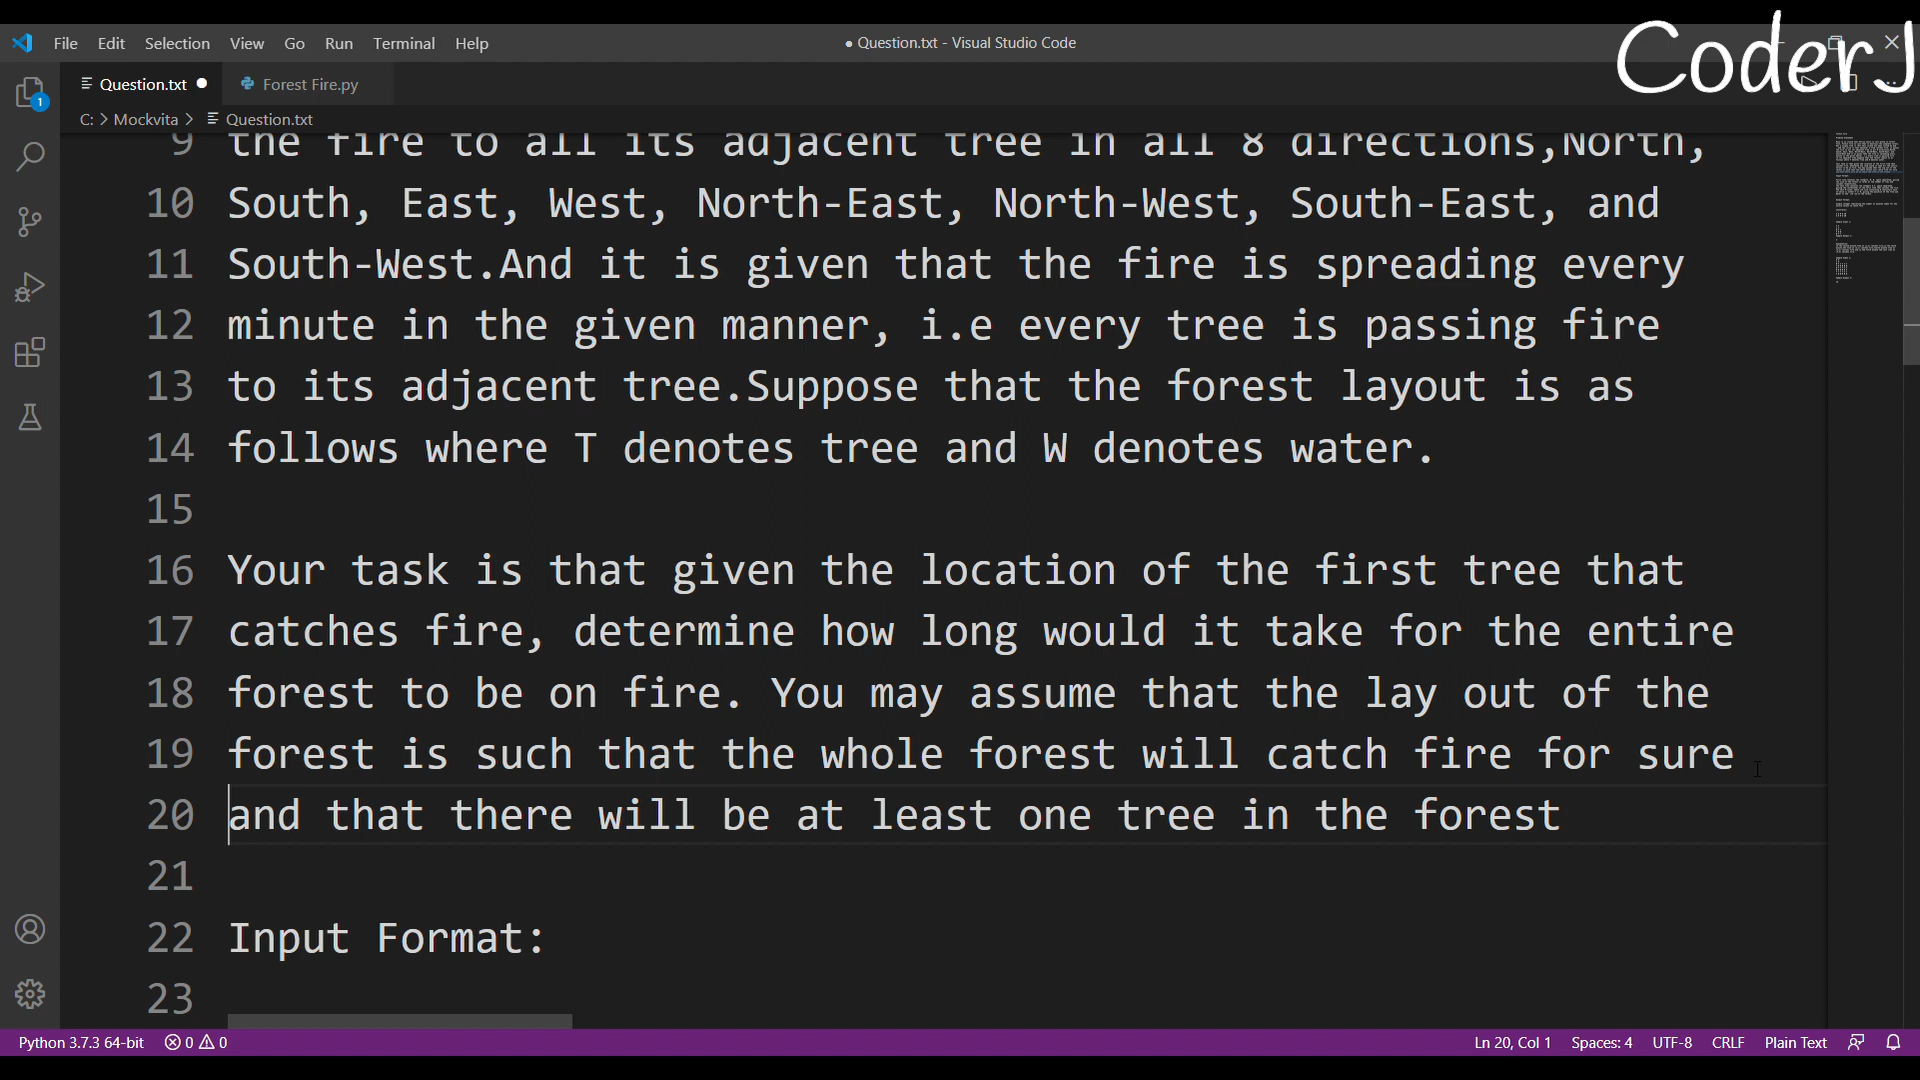 CoderJ
File Edit Selection View Go Run Terminal Help
● Question.txt - Visual Studio Code
Question.txt
Forest Fire.py
1
C: > Mockvita > Question.txt
9 the fire to all its adjacent tree in all 8 directions,North,
10 South, East, West, North-East, North-West, South-East, and
11 South-West.And it is given that the fire is spreading every
12 minute in the given manner, i.e every tree is passing fire
13 to its adjacent tree.Suppose that the forest layout is as
14 follows where T denotes tree and W denotes water.
15
16 Your task is that given the location of the first tree that
17 catches fire, determine how long would it take for the entire
18 forest to be on fire. You may assume that the lay out of the
19 forest is such that the whole forest will catch fire for sure
20 and that there will be at least one tree in the forest
21
22 Input Format:
23
Python 3.7.3 64-bit 0 0 Ln 20, Col 1 Spaces: 4 UTF-8 CRLF Plain Text